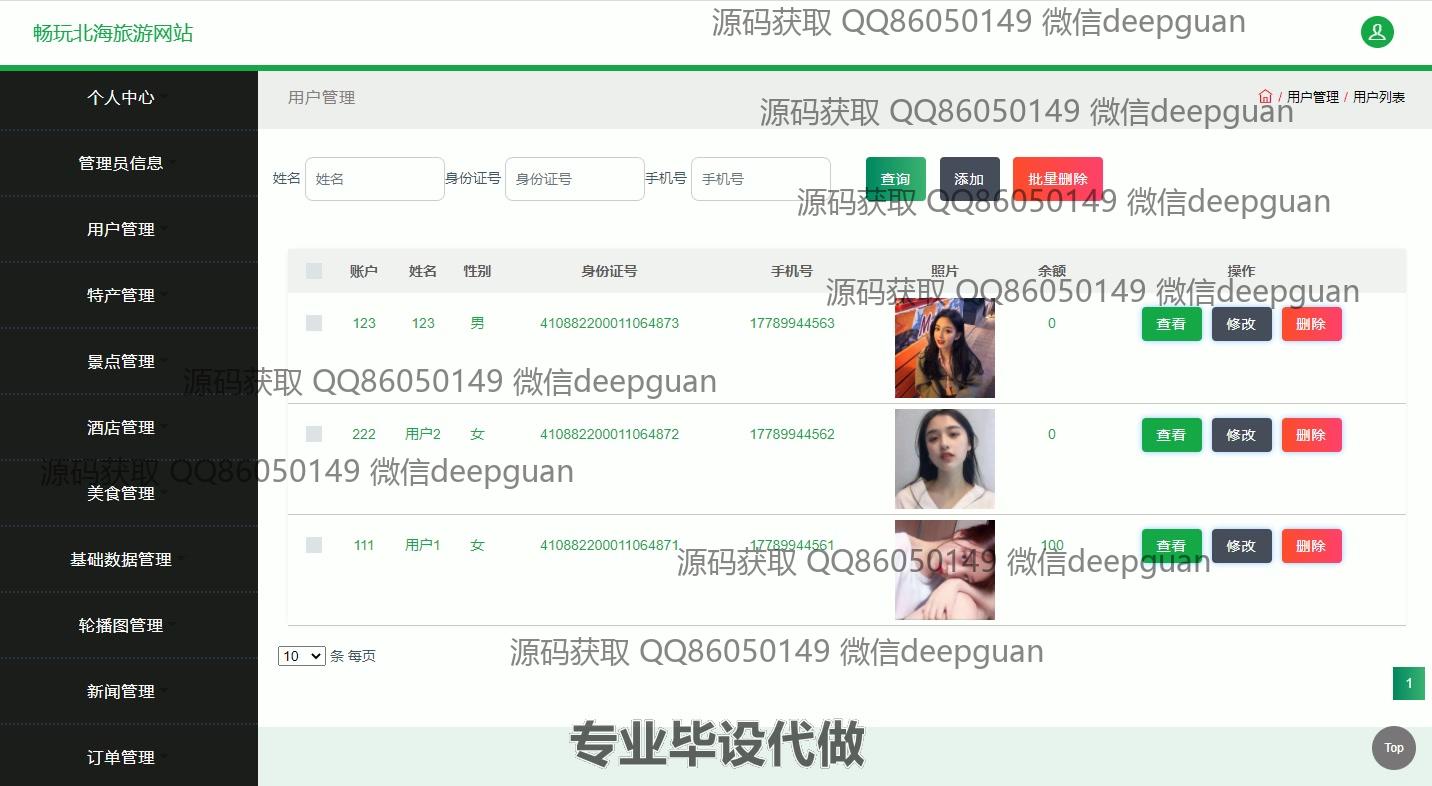 畅玩北海旅游网站
源码获取 QQ86050149 微信deepguan
个人中心
用户管理
/ 用户管理 / 用户列表
源码获取 QQ86050149 微信deepguan
管理员信息
姓名 姓名 身份证号 身份证号 手机号 手机号 查询 添加 批量删除
源码获取 QQ86050149 微信deepguan
用户管理
账户 姓名 性别 身份证号 手机号 照片 余额 操作
源码获取 QQ86050149 微信deepguan
特产管理
123 123 男 410882200011064873 17789944563 0 查看 修改 删除
景点管理
源码获取 QQ86050149 微信deepguan
酒店管理
222 用户2 女 410882200011064872 17789944562 0 查看 修改 删除
源码获取 QQ86050149 微信deepguan
美食管理
111 用户1 女 410882200011064871 17789944561 100 查看 修改 删除
基础数据管理
源码获取 QQ86050149 微信deepguan
轮播图管理
10 条 每页
源码获取 QQ86050149 微信deepguan
新闻管理
1
订单管理
专业毕设代做
Top